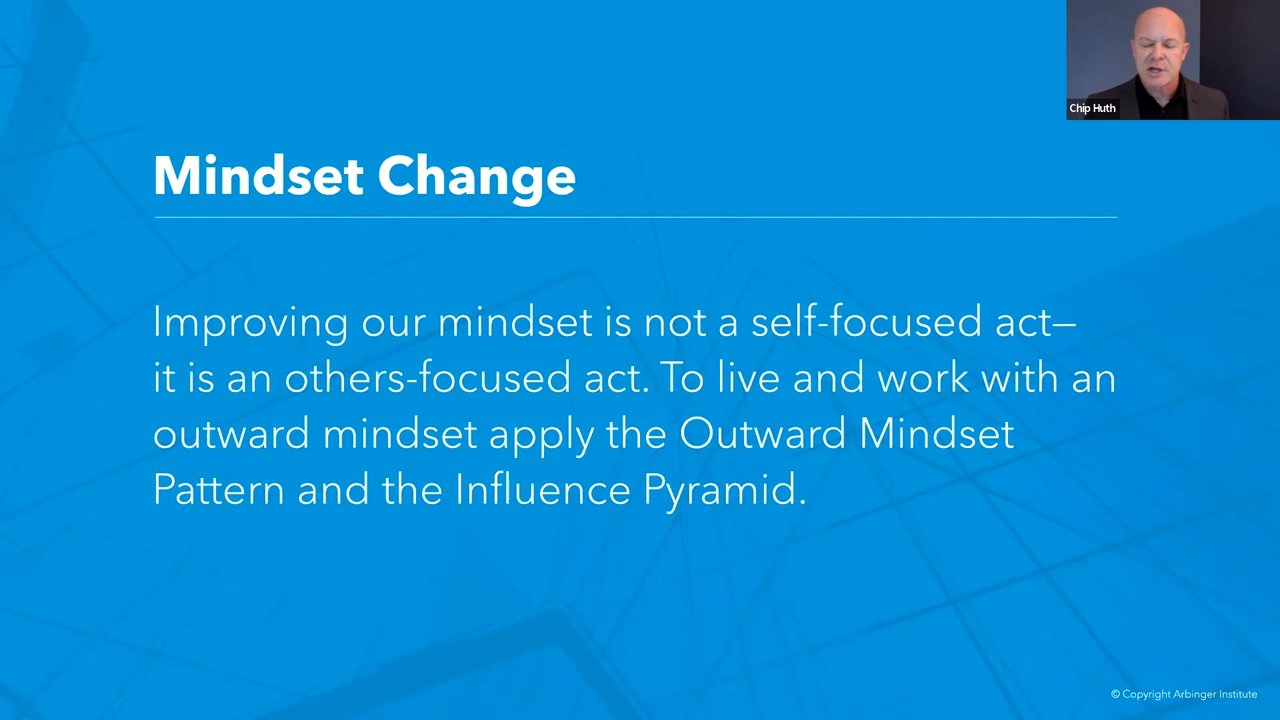 Chip Huth
Mindset Change
Improving our mindset is not a self-focused act—
it is an others-focused act. To live and work with an
outward mindset apply the Outward Mindset
Pattern and the Influence Pyramid.
© Copyright Arbinger Institute